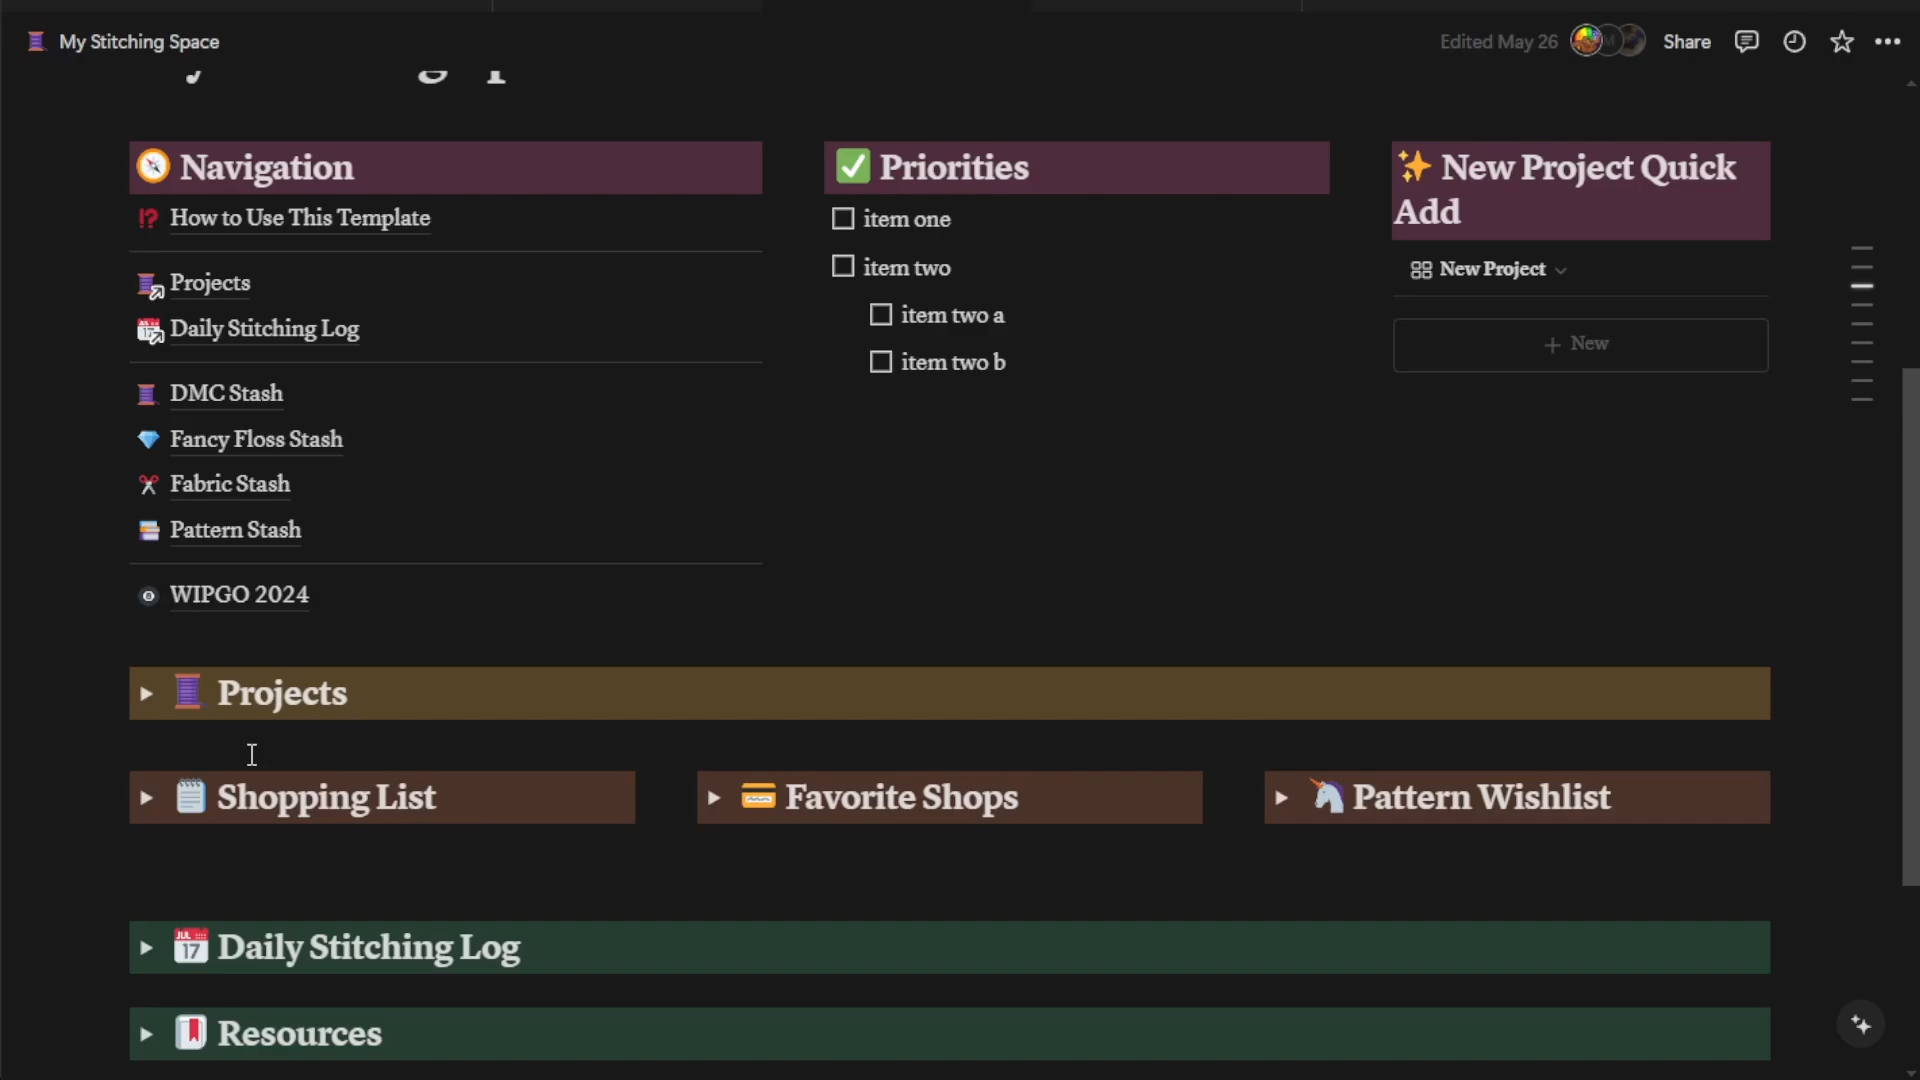 My Stitching Space
Edited May 26
Share
Navigation
How to Use This Template
Projects
Daily Stitching Log
DMC Stash
Fancy Floss Stash
Fabric Stash
Pattern Stash
WIPGO 2024
Priorities
item one
item two
item two a
item two b
New Project Quick
Add
New Project
+ New
Projects
Shopping List
Favorite Shops
Pattern Wishlist
JUL
17
Daily Stitching Log
Resources